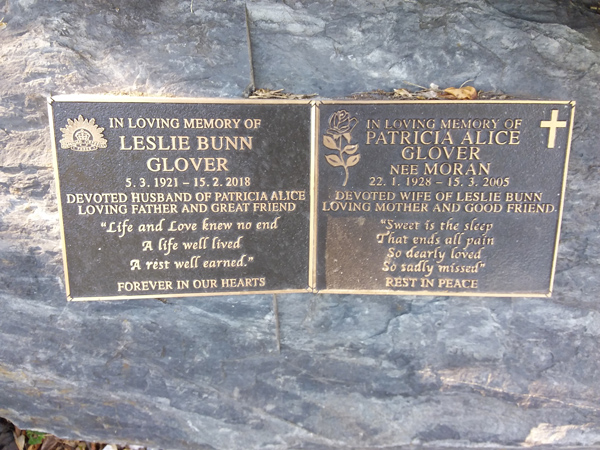 IN LOVING MEMORY OF
LESLIE BUNN
GLOVER
5. 3. 1921 – 15. 2. 2018
DEVOTED HUSBAND OF PATRICIA ALICE
LOVING FATHER AND GREAT FRIEND
"Life and Love knew no end
A life well lived
A rest well earned."
FOREVER IN OUR HEARTS
IN LOVING MEMORY OF
PATRICIA ALICE
GLOVER
NEE MORAN
22. 1. 1928 – 15. 3. 2005
DEVOTED WIFE OF LESLIE BUNN
LOVING MOTHER AND GOOD FRIEND
"Sweet is the sleep
That ends all pain
So dearly loved
So sadly missed"
REST IN PEACE